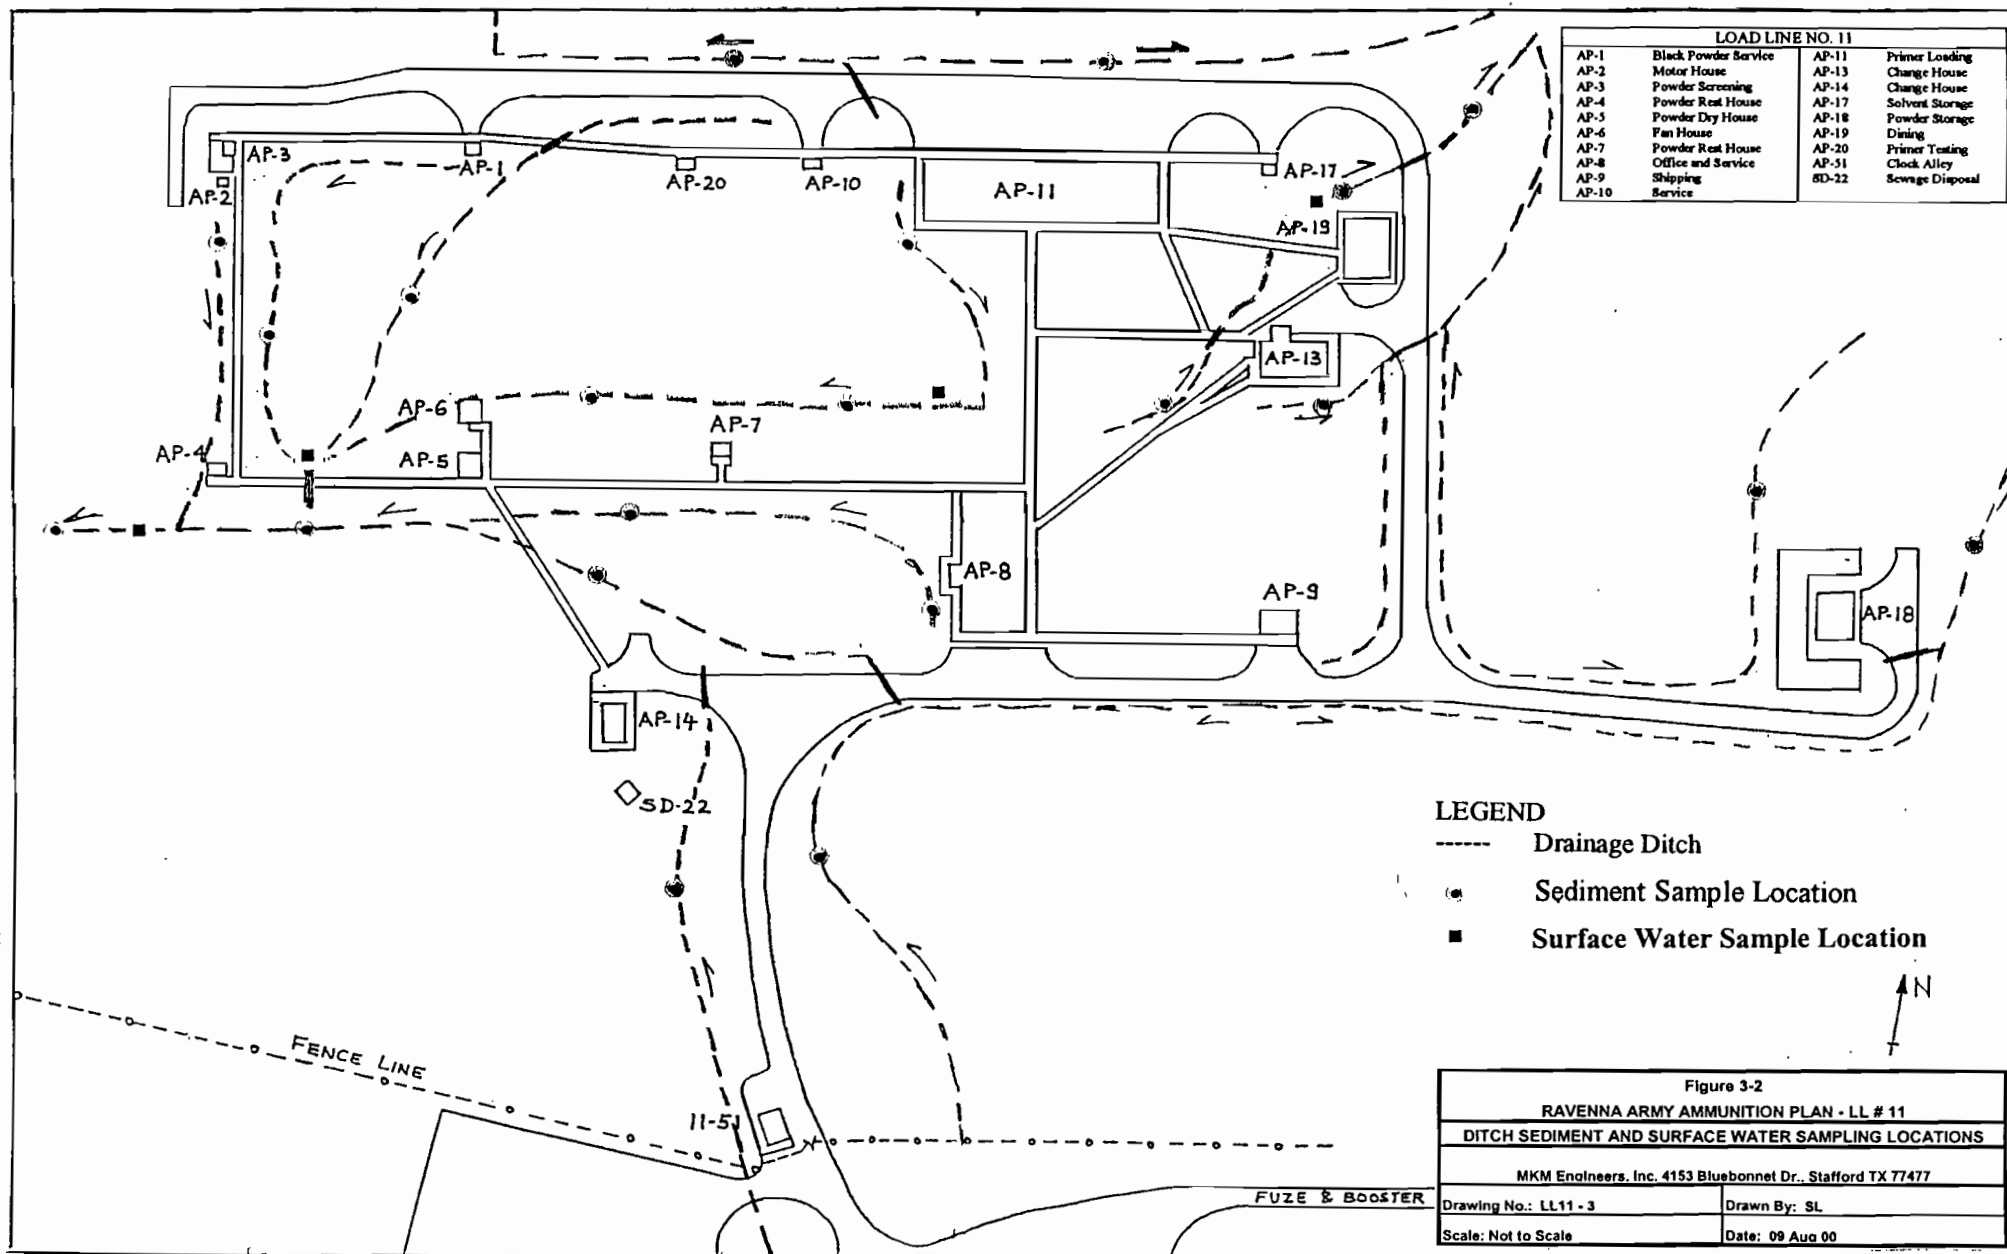 LOAD LINE NO. 11
AP-1 Black Powder Service AP-11 Primer Loading
AP-2 Motor House AP-13 Change House
AP-3 Powder Screening AP-14 Change House
AP-4 Powder Rest House AP-17 Solvent Storage
AP-5 Powder Dry House AP-18 Powder Storage
AP-6 Fan House AP-19 Dining
AP-7 Powder Rest House AP-20 Primer Testing
AP-8 Office and Service AP-51 Clock Alley
AP-9 Shipping SD-22 Sewage Disposal
AP-10 Service
AP-3
AP-1
AP-20
AP-10
AP-11
AP-17
AP-2
AP-19
AP-13
AP-6
AP-7
AP-4
AP-5
AP-8
AP-9
AP-18
AP-14
SD-22
LEGEND
Drainage Ditch
Sediment Sample Location
Surface Water Sample Location
N
FENCE LINE
11-51
FUZE & BOOSTER
Figure 3-2
RAVENNA ARMY AMMUNITION PLAN - LL # 11
DITCH SEDIMENT AND SURFACE WATER SAMPLING LOCATIONS
MKM Engineers, Inc. 4153 Bluebonnet Dr., Stafford TX 77477
Drawing No.: LL11 - 3 Drawn By: SL
Scale: Not to Scale Date: 09 Aug 00